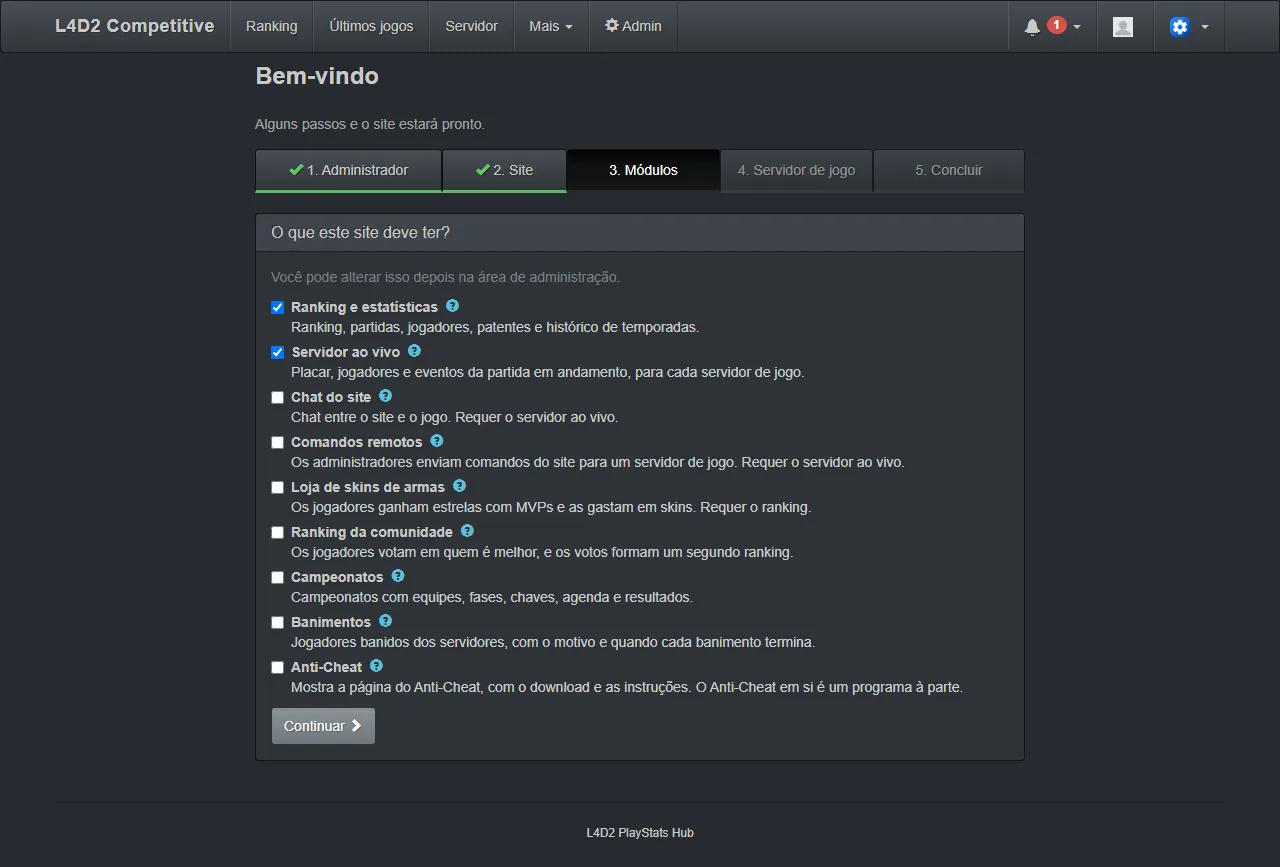 L4D2 Competitive
Ranking
Últimos jogos
Servidor
Mais
Admin
1
Bem-vindo
Alguns passos e o site estará pronto.
1. Administrador
2. Site
3. Módulos
4. Servidor de jogo
5. Concluir
O que este site deve ter?
Você pode alterar isso depois na área de administração.
Ranking e estatísticas ?
Ranking, partidas, jogadores, patentes e histórico de temporadas.
Servidor ao vivo ?
Placar, jogadores e eventos da partida em andamento, para cada servidor de jogo.
Chat do site ?
Chat entre o site e o jogo. Requer o servidor ao vivo.
Comandos remotos ?
Os administradores enviam comandos do site para um servidor de jogo. Requer o servidor ao vivo.
Loja de skins de armas ?
Os jogadores ganham estrelas com MVPs e as gastam em skins. Requer o ranking.
Ranking da comunidade ?
Os jogadores votam em quem é melhor, e os votos formam um segundo ranking.
Campeonatos ?
Campeonatos com equipes, fases, chaves, agenda e resultados.
Banimentos ?
Jogadores banidos dos servidores, com o motivo e quando cada banimento termina.
Anti-Cheat ?
Mostra a página do Anti-Cheat, com o download e as instruções. O Anti-Cheat em si é um programa à parte.
Continuar
L4D2 PlayStats Hub